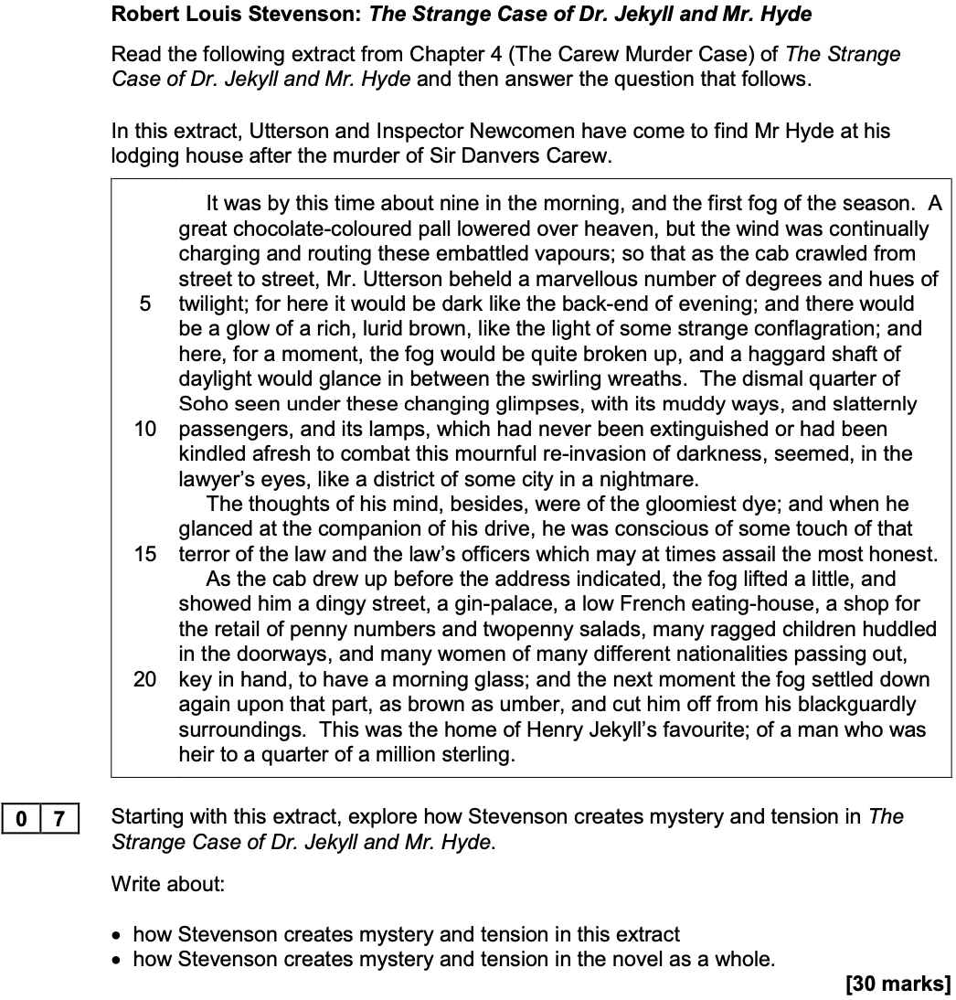 Robert Louis Stevenson: The Strange Case of Dr. Jekyll and Mr. Hyde
Read the following extract from Chapter 4 (The Carew Murder Case) of The Strange
Case of Dr. Jekyll and Mr. Hyde and then answer the question that follows.
In this extract, Utterson and Inspector Newcomen have come to find Mr Hyde at his
lodging house after the murder of Sir Danvers Carew.
It was by this time about nine in the morning, and the first fog of the season. A
great chocolate-coloured pall lowered over heaven, but the wind was continually
charging and routing these embattled vapours; so that as the cab crawled from
street to street, Mr. Utterson beheld a marvellous number of degrees and hues of
5 twilight; for here it would be dark like the back-end of evening; and there would
be a glow of a rich, lurid brown, like the light of some strange conflagration; and
here, for a moment, the fog would be quite broken up, and a haggard shaft of
daylight would glance in between the swirling wreaths. The dismal quarter of
Soho seen under these changing glimpses, with its muddy ways, and slatternly
10 passengers, and its lamps, which had never been extinguished or had been
kindled afresh to combat this mournful re-invasion of darkness, seemed, in the
lawyer's eyes, like a district of some city in a nightmare.
The thoughts of his mind, besides, were of the gloomiest dye; and when he
glanced at the companion of his drive, he was conscious of some touch of that
15 terror of the law and the law's officers which may at times assail the most honest.
As the cab drew up before the address indicated, the fog lifted a little, and
showed him a dingy street, a gin-palace, a low French eating-house, a shop for
the retail of penny numbers and twopenny salads, many ragged children huddled
in the doorways, and many women of many different nationalities passing out,
20 key in hand, to have a morning glass; and the next moment the fog settled down
again upon that part, as brown as umber, and cut him off from his blackguardly
surroundings. This was the home of Henry Jekyll's favourite; of a man who was
heir to a quarter of a million sterling.
0 7 Starting with this extract, explore how Stevenson creates mystery and tension in The
Strange Case of Dr. Jekyll and Mr. Hyde.
Write about:
• how Stevenson creates mystery and tension in this extract
• how Stevenson creates mystery and tension in the novel as a whole.
[30 marks]